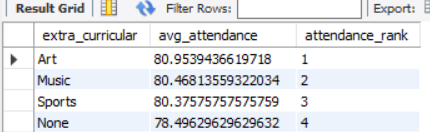 Result Grid Filter Rows: Export:
extra_curricular avg_attendance attendance_rank
Art 80.9539436619718 1
Music 80.46813559322034 2
Sports 80.37575757575759 3
None 78.49629629629632 4